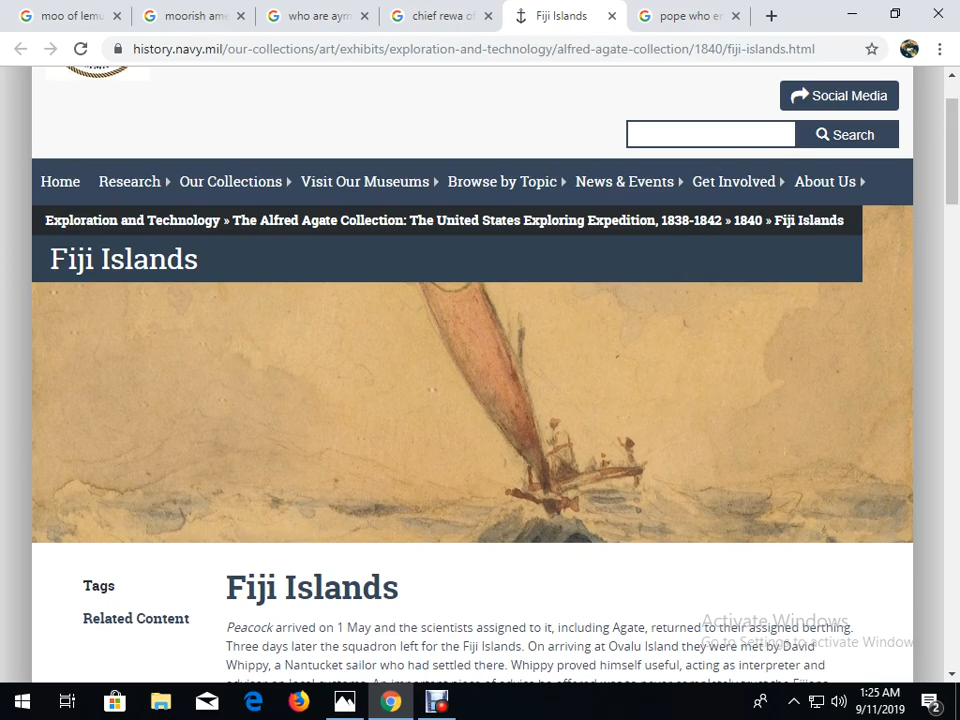 moo of lemu
moorish ame
who are aym
chief rewa of
Fiji Islands
pope who en
history.navy.mil/our-collections/art/exhibits/exploration-and-technology/alfred-agate-collection/1840/fiji-islands.html
Social Media
Search
Home Research Our Collections Visit Our Museums Browse by Topic News & Events Get Involved About Us
Exploration and Technology » The Alfred Agate Collection: The United States Exploring Expedition, 1838-1842 » 1840 » Fiji Islands
Fiji Islands
Tags
Related Content
Fiji Islands
Peacock arrived on 1 May and the scientists assigned to it, including Agate, returned to their assigned berthing.
Three days later the squadron left for the Fiji Islands. On arriving at Ovalu Island they were met by David
Whippy, a Nantucket sailor who had settled there. Whippy proved himself useful, acting as interpreter and
Activate Windows
Go to Settings to activate Window
1:25 AM
9/11/2019
2